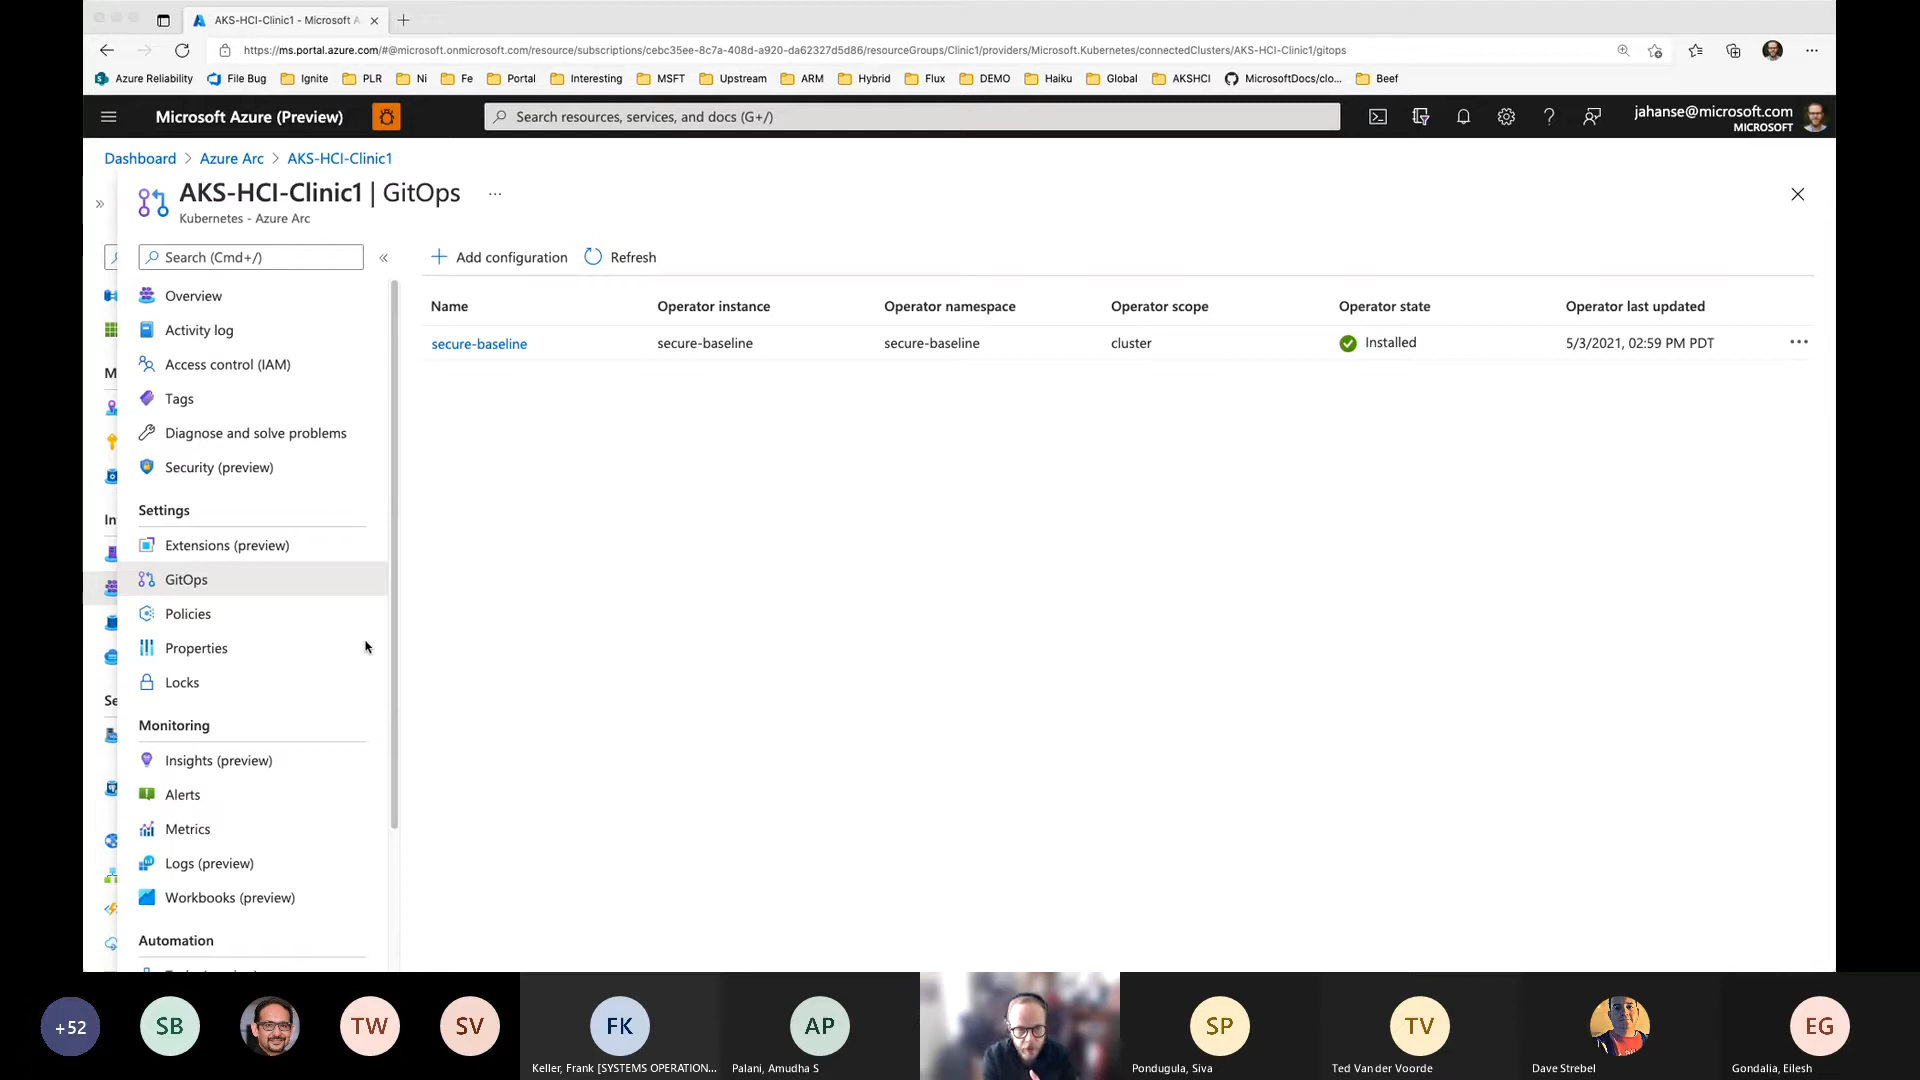 AKS-HCI-Clinic1 - Microsoft A
https://ms.portal.azure.com/#@microsoft.onmicrosoft.com/resource/subscriptions/cebc35ee-8c7a-408d-a920-da62327d5d86/resourceGroups/Clinic1/providers/Microsoft.Kubernetes/connectedClusters/AKS-HCI-Clinic1/gitops
Azure Reliability File Bug Ignite PLR Ni Fe Portal Interesting MSFT Upstream ARM Hybrid Flux DEMO Haiku Global AKSHCI MicrosoftDocs/clo... Beef
Microsoft Azure (Preview) Search resources, services, and docs (G+/) jahanse@microsoft.com
MICROSOFT
Dashboard > Azure Arc > AKS-HCI-Clinic1
AKS-HCI-Clinic1 | GitOps ...
Kubernetes - Azure Arc
Search (Cmd+/) « Add configuration Refresh
Overview
Activity log
Access control (IAM)
Tags
Diagnose and solve problems
Security (preview)
Settings
Extensions (preview)
GitOps
Policies
Properties
Locks
Monitoring
Insights (preview)
Alerts
Metrics
Logs (preview)
Workbooks (preview)
Automation
Name Operator instance Operator namespace Operator scope Operator state Operator last updated
secure-baseline secure-baseline secure-baseline cluster Installed 5/3/2021, 02:59 PM PDT ...
»
M
In
Se
+52 SB TW SV FK AP SP TV EG
Keller, Frank [SYSTEMS OPERATION... Palani, Amudha S Pondugula, Siva Ted Van der Voorde Dave Strebel Gondalia, Eilesh